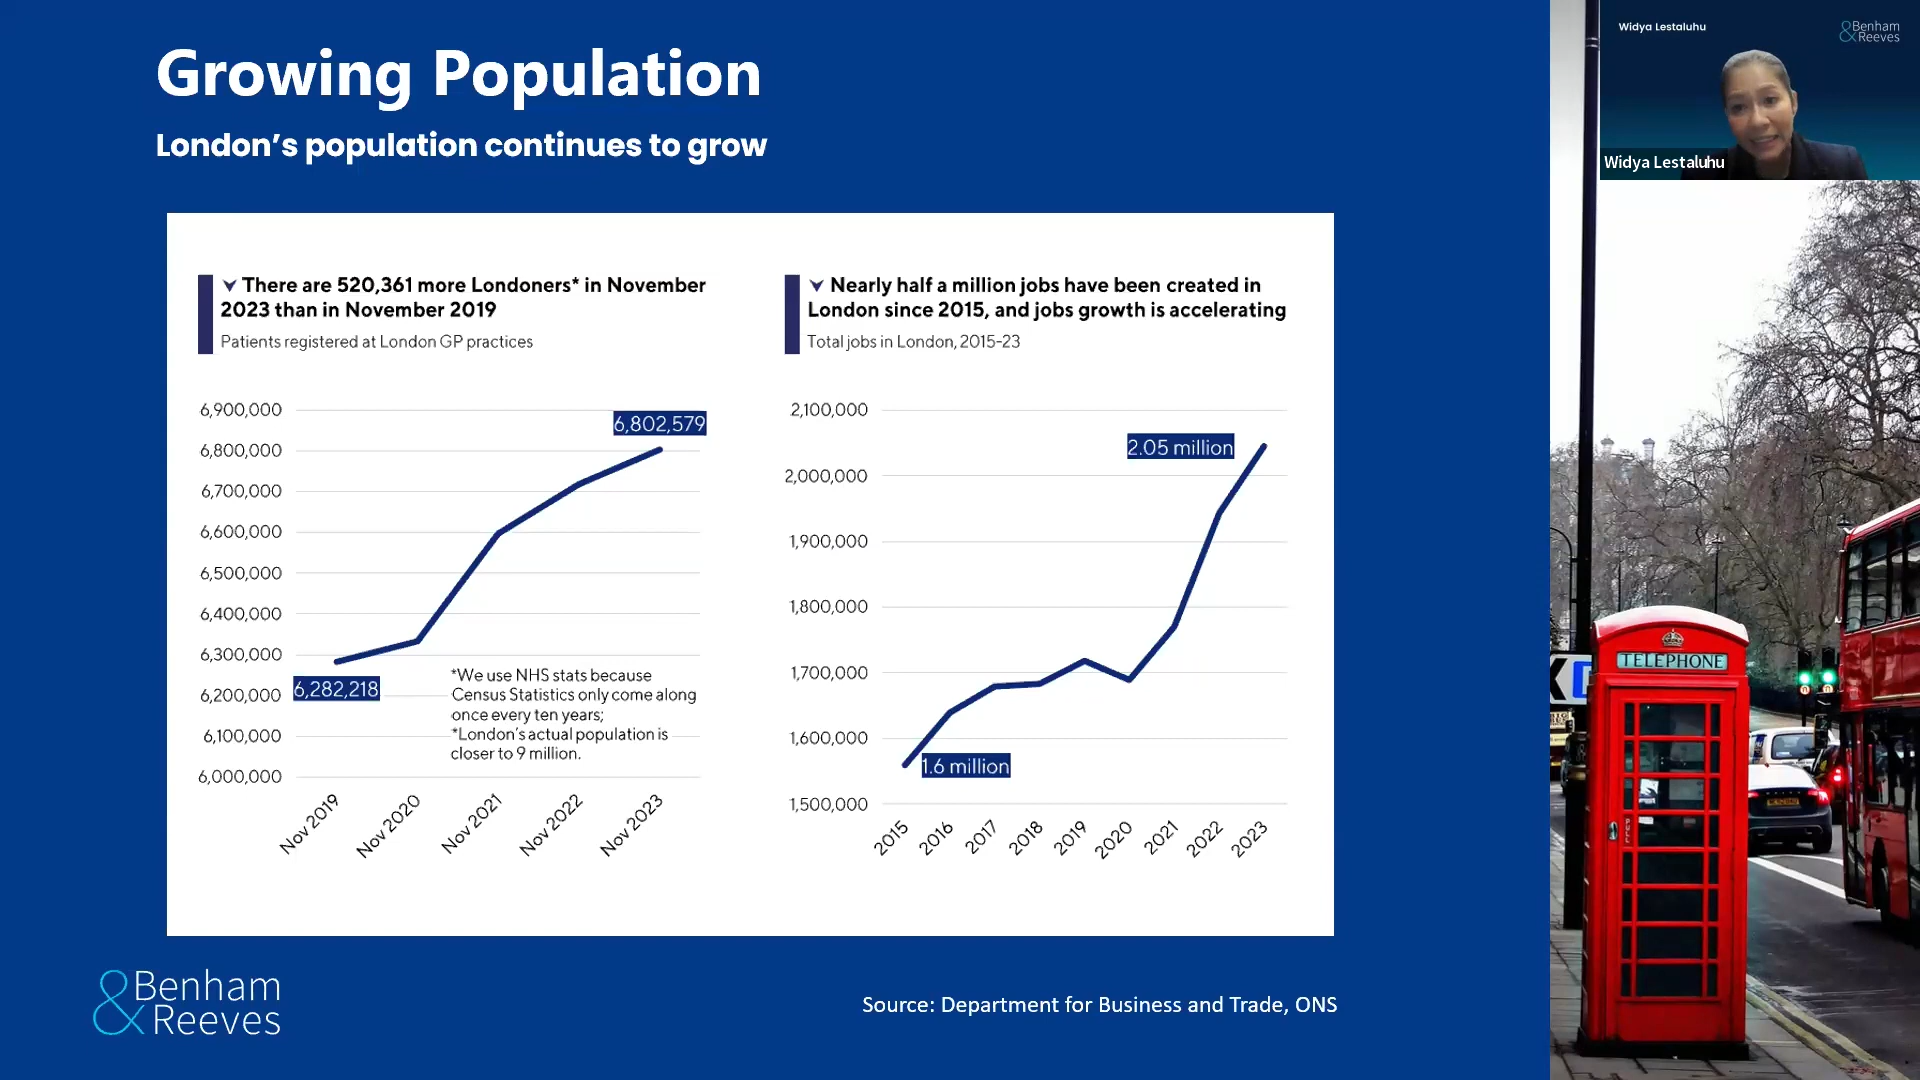 Growing Population
London's population continues to grow
There are 520,361 more Londoners* in November
2023 than in November 2019
Patients registered at London GP practices
6,900,000
6,800,000
6,700,000
6,600,000
6,500,000
6,400,000
6,300,000
6,200,000
6,100,000
6,000,000
6,802,579
6,282,218
*We use NHS stats because
Census Statistics only come along
once every ten years;
*London's actual population is
closer to 9 million.
Nov 2019
Nov 2020
Nov 2021
Nov 2022
Nov 2023
Nearly half a million jobs have been created in
London since 2015, and jobs growth is accelerating
Total jobs in London, 2015-23
2,100,000
2,000,000
1,900,000
1,800,000
1,700,000
1,600,000
1,500,000
2.05 million
1.6 million
2015
2016
2017
2018
2019
2020
2021
2022
2023
Benham
& Reeves
Source: Department for Business and Trade, ONS
Widya Lestaluhu
Benham
& Reeves
Widya Lestaluhu
TELEPHONE
PULL